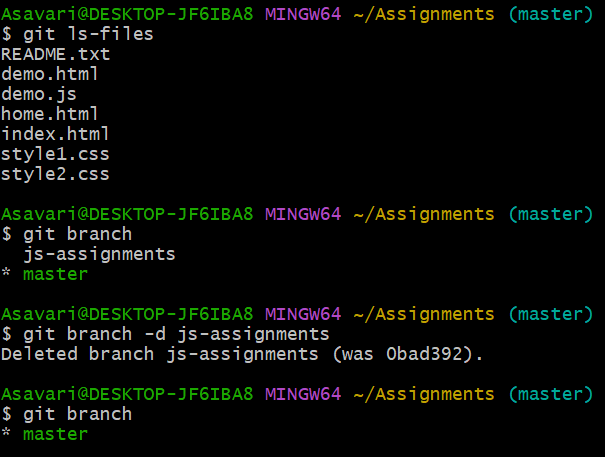 Asavari@DESKTOP-JF6IBA8 MINGW64 ~/Assignments (master)
$ git ls-files
README.txt
demo.html
demo.js
home.html
index.html
style1.css
style2.css
Asavari@DESKTOP-JF6IBA8 MINGW64 ~/Assignments (master)
$ git branch
  js-assignments
* master
Asavari@DESKTOP-JF6IBA8 MINGW64 ~/Assignments (master)
$ git branch -d js-assignments
Deleted branch js-assignments (was 0bad392).
Asavari@DESKTOP-JF6IBA8 MINGW64 ~/Assignments (master)
$ git branch
* master